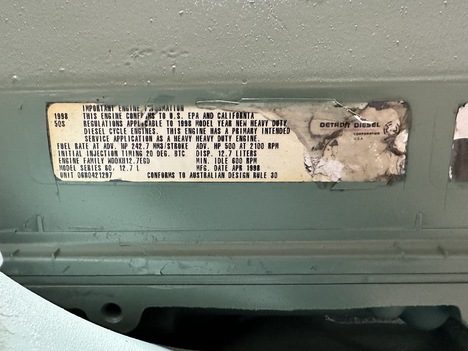 IMPORTANT ENGINE INFORMATION
1998 THIS ENGINE CONFORMS TO U.S. EPA AND CALIFORNIA
50S REGULATIONS APPLICABLE TO 1998 MODEL YEAR NEW HEAVY DUTY
DIESEL CYCLE ENGINES. THIS ENGINE HAS A PRIMARY INTENDED
SERVICE APPLICATION AS A HEAVY HEAVY DUTY ENGINE.
FUEL RATE AT ADV. HP 242.7 MM3/STROKE ADV. HP 500 AT 2100 RPM
INITIAL INJECTION TIMING 20 DEG. BTC DISP. 12.7 LITERS
ENGINE FAMILY WDDXH12.7EGD MIN. IDLE 600 RPM
MODEL SERIES 60, 12.7 L MFG. DATE APR 1998
UNIT 06R0421297 CONFORMS TO AUSTRALIAN DESIGN RULE 30
DETROIT DIESEL
CORPORATION
U.S.A.